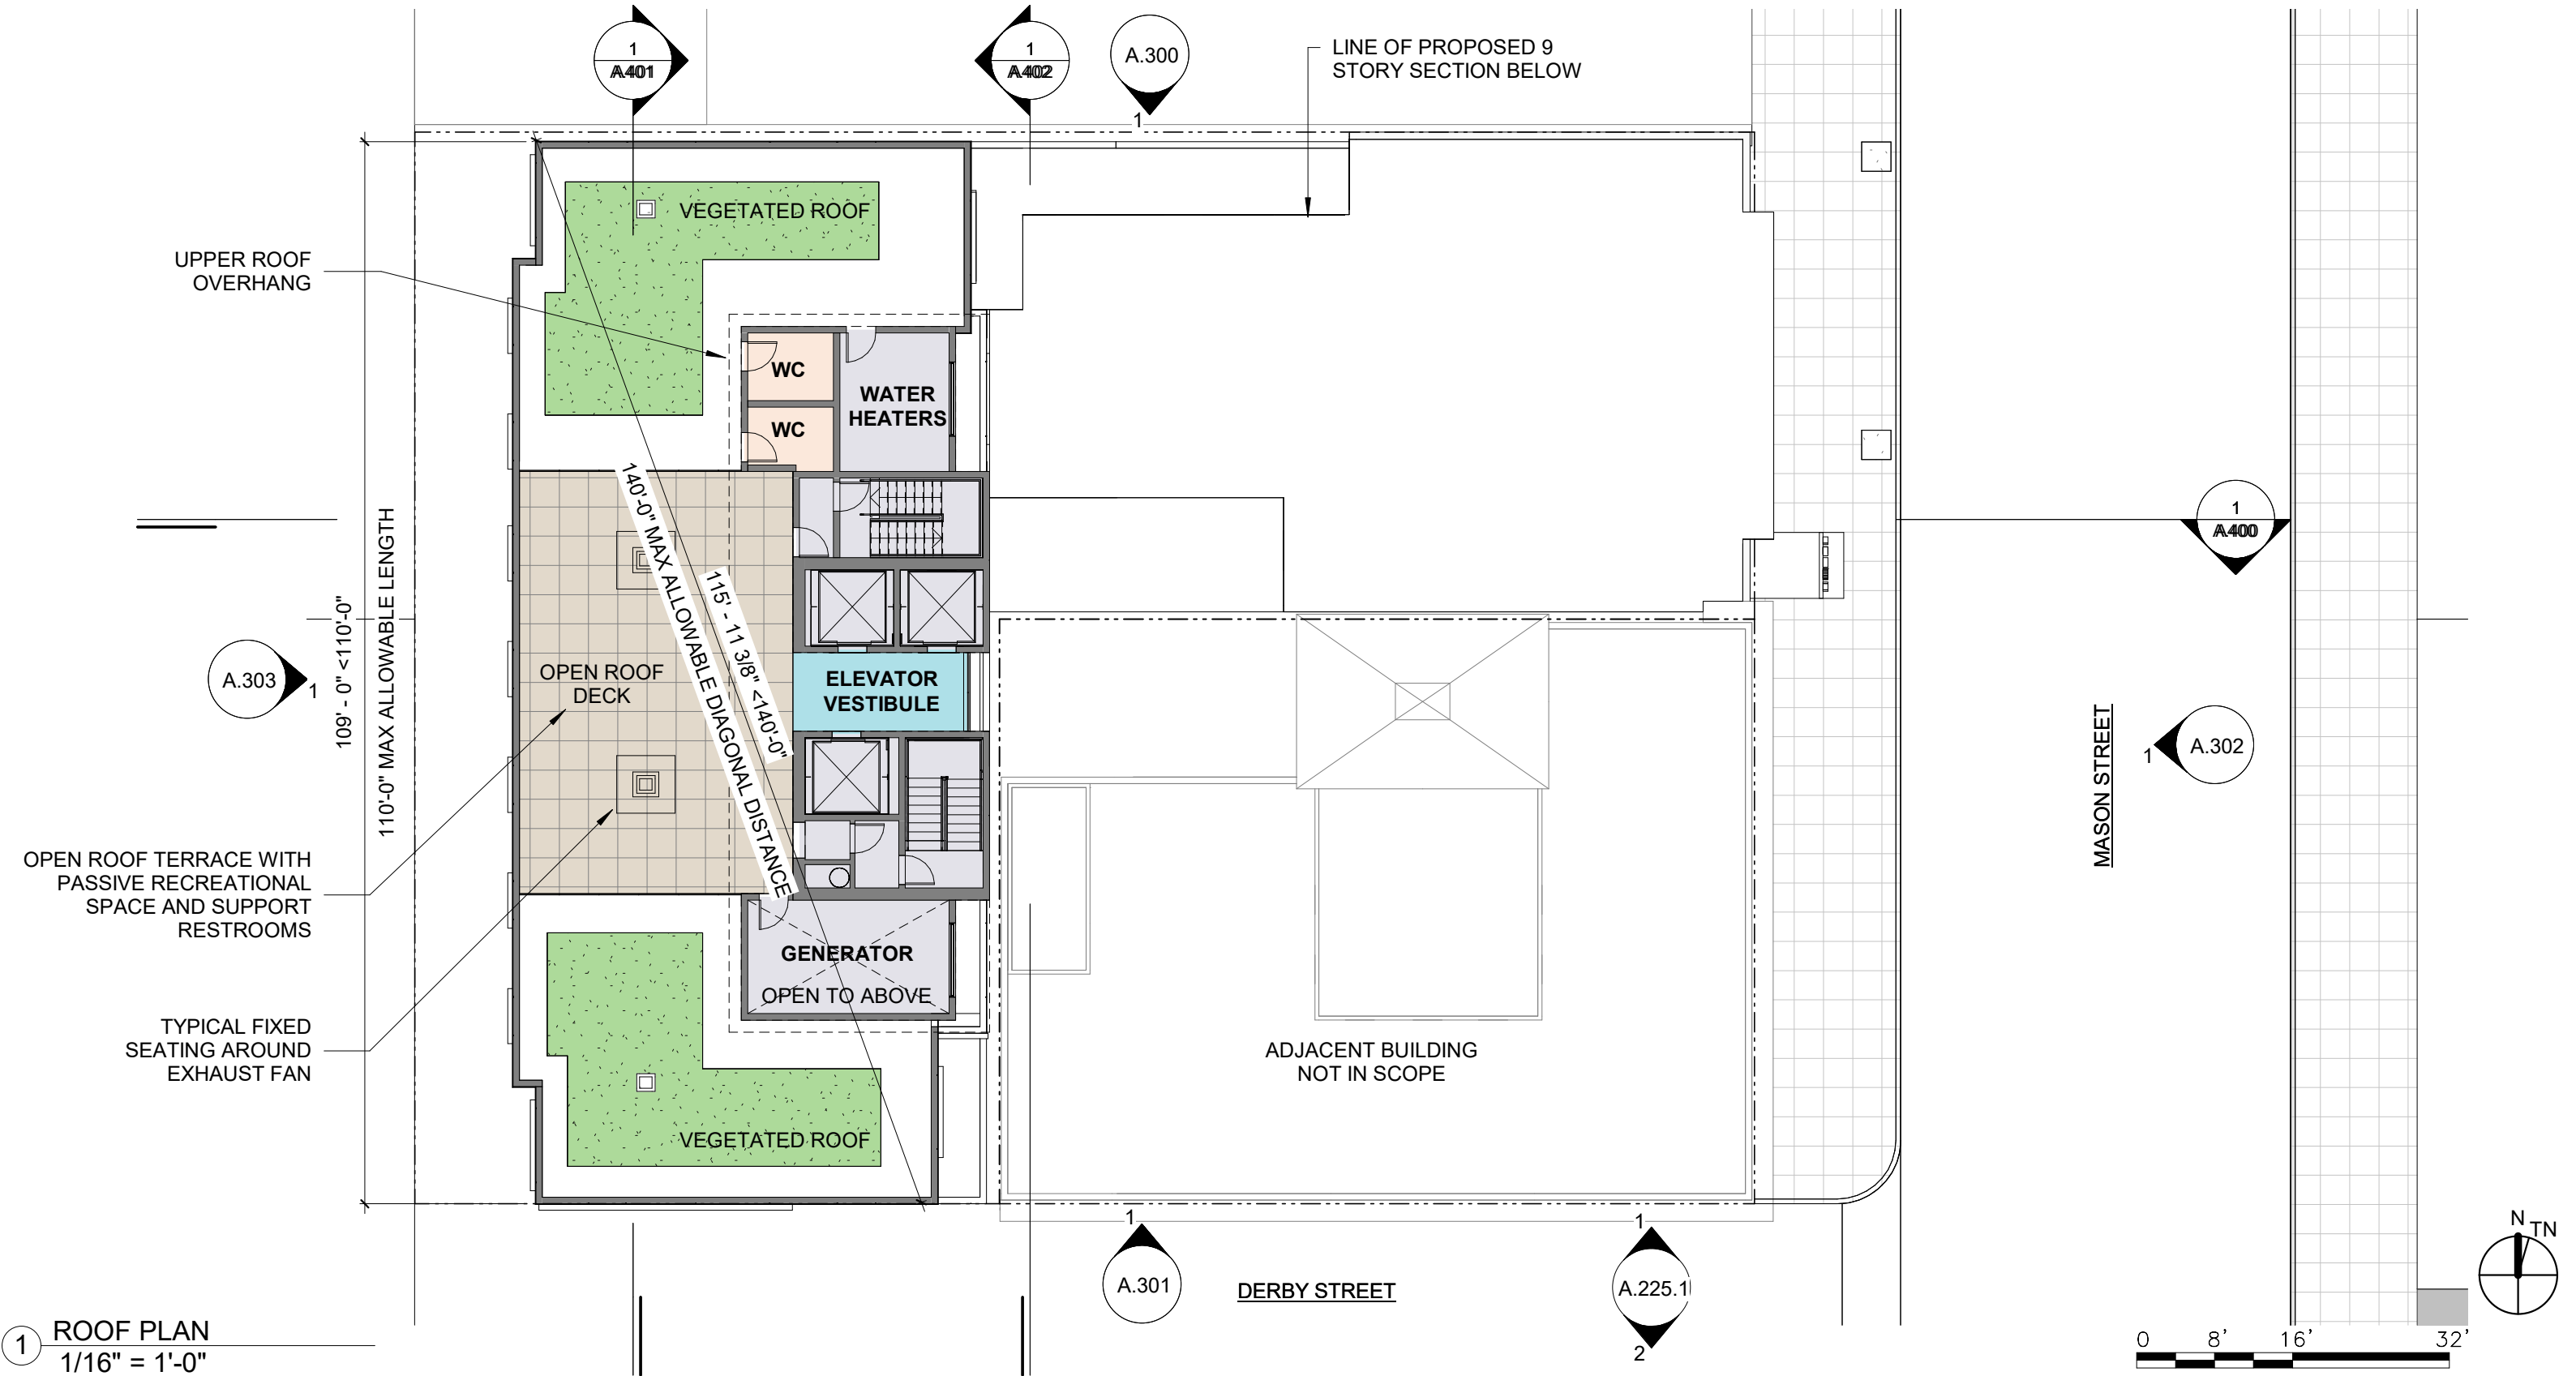 1
A401
1
A402
A.300
1
LINE OF PROPOSED 9
STORY SECTION BELOW
VEGETATED ROOF
UPPER ROOF
OVERHANG
WC
WC
WATER
HEATERS
140'-0" MAX ALLOWABLE DIAGONAL DISTANCE
115' - 11 3/8" <140'-0"
109' - 0" <110'-0"
110'-0" MAX ALLOWABLE LENGTH
1
A400
A.303
1
OPEN ROOF
DECK
ELEVATOR
VESTIBULE
MASON STREET
1
A.302
OPEN ROOF TERRACE WITH
PASSIVE RECREATIONAL
SPACE AND SUPPORT
RESTROOMS
GENERATOR
OPEN TO ABOVE
TYPICAL FIXED
SEATING AROUND
EXHAUST FAN
ADJACENT BUILDING
NOT IN SCOPE
VEGETATED ROOF
1
A.301
DERBY STREET
1
A.225.1
2
N
TN
1
ROOF PLAN
1/16" = 1'-0"
0 8' 16' 32'